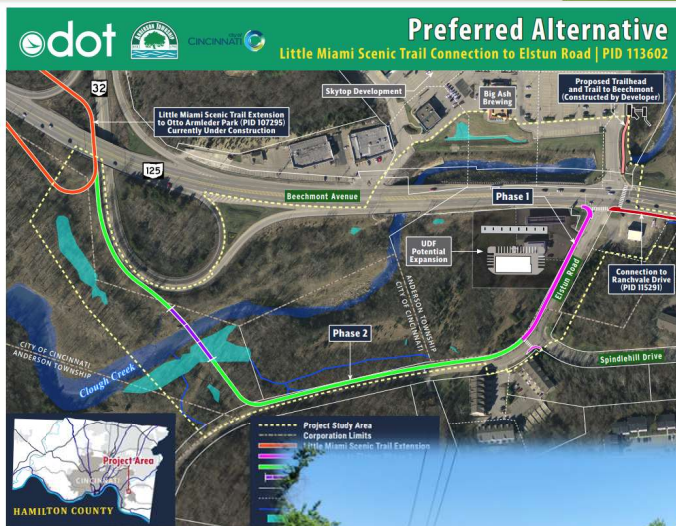 Preferred Alternative
odot
ANDERSON TOWNSHIP
CINCINNATI
Little Miami Scenic Trail Connection to Elstun Road | PID 113602
32
Skytop Development
Big Ash
Brewing
Proposed Trailhead
and Trail to Beechmont
(Constructed by Developer)
Little Miami Scenic Trail Extension
to Otto Armleder Park (PID 107295)
Currently Under Construction
125
Beechmont Avenue
Phase 1
UDF
Potential
Expansion
Elstun Road
Connection to
Ranchvale Drive
(PID 115291)
ANDERSON TOWNSHIP
CITY OF CINCINNATI
Phase 2
Spindlehill Drive
CITY OF CINCINNATI
ANDERSON TOWNSHIP
Clough Creek
Project Study Area
Corporation Limits
Little Miami Scenic Trail Extension
Project Area
CINCINNATI
HAMILTON COUNTY